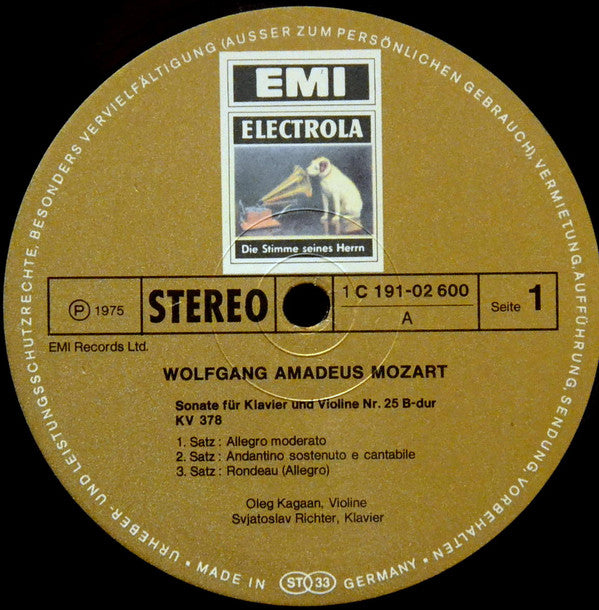 EMI
ELECTROLA
Die Stimme seines Herrn
Ⓟ 1975
STEREO
1 C 191-02 600
A
Seite 1
EMI Records Ltd.
WOLFGANG AMADEUS MOZART
Sonate für Klavier und Violine Nr. 25 B-dur
KV 378
1. Satz : Allegro moderato
2. Satz : Andantino sostenuto e cantabile
3. Satz : Rondeau (Allegro)
Oleg Kagaan, Violine
Svjatoslav Richter, Klavier
URHEBER- UND LEISTUNGSSCHUTZRECHTE, BESONDERS VERVIELFÄLTIGUNG (AUSSER ZUM PERSÖNLICHEN GEBRAUCH), VERMIETUNG, AUFFÜHRUNG, SENDUNG, VORBEHALTEN •
MADE IN ST 33 GERMANY •